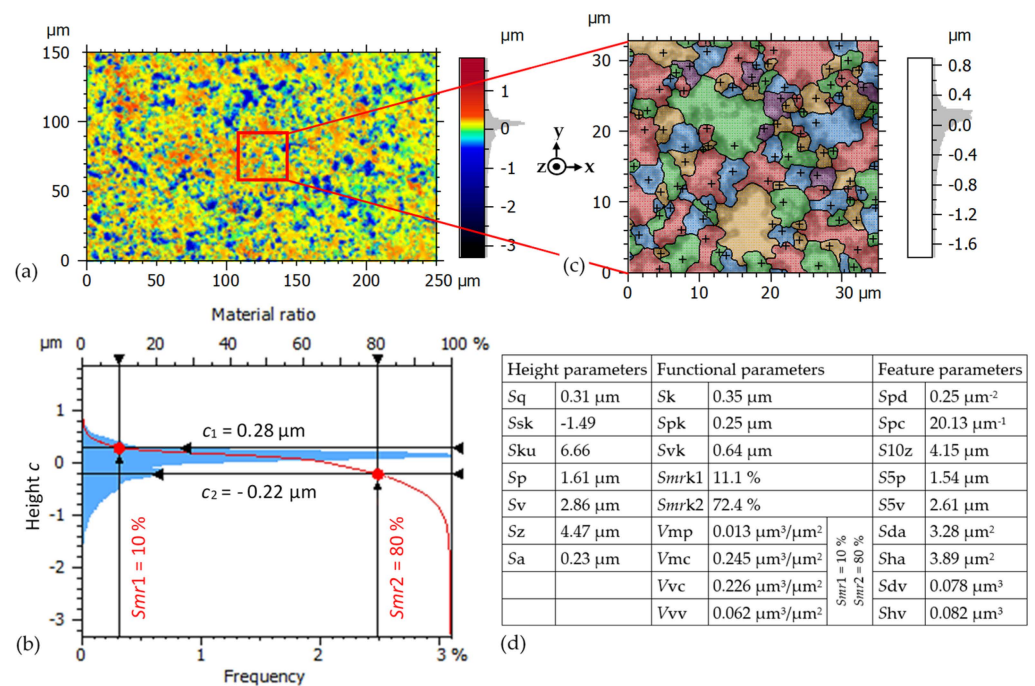 µm
150
100
50
0
0 50 100 150 200 250 µm
µm
1
0
-1
-2
-3
(a)
y
z x
µm
30
20
10
0
0 10 20 30 µm
(c)
µm
0.8
0.4
0.0
-0.4
-0.8
-1.2
-1.6
Material ratio
µm 0 20 40 60 80 100 %
Height c
1
0
-1
-2
-3
c1 = 0.28 µm
c2 = - 0.22 µm
Smr1 = 10 %
Smr2 = 80 %
0 1 2 3 %
Frequency
(b)
Height parameters Functional parameters Feature parameters
Sq 0.31 µm Sk 0.35 µm Spd 0.25 µm-2
Ssk -1.49 Spk 0.25 µm Spc 20.13 µm-1
Sku 6.66 Svk 0.64 µm S10z 4.15 µm
Sp 1.61 µm Smrk1 11.1 % S5p 1.54 µm
Sv 2.86 µm Smrk2 72.4 % S5v 2.61 µm
Sz 4.47 µm Vmp 0.013 µm³/µm² Sda 3.28 µm²
Sa 0.23 µm Vmc 0.245 µm³/µm² Sha 3.89 µm²
Vvc 0.226 µm³/µm² Sdv 0.078 µm³
Vvv 0.062 µm³/µm² Shv 0.082 µm³
Smr1 = 10 %
Smr2 = 80 %
(d)